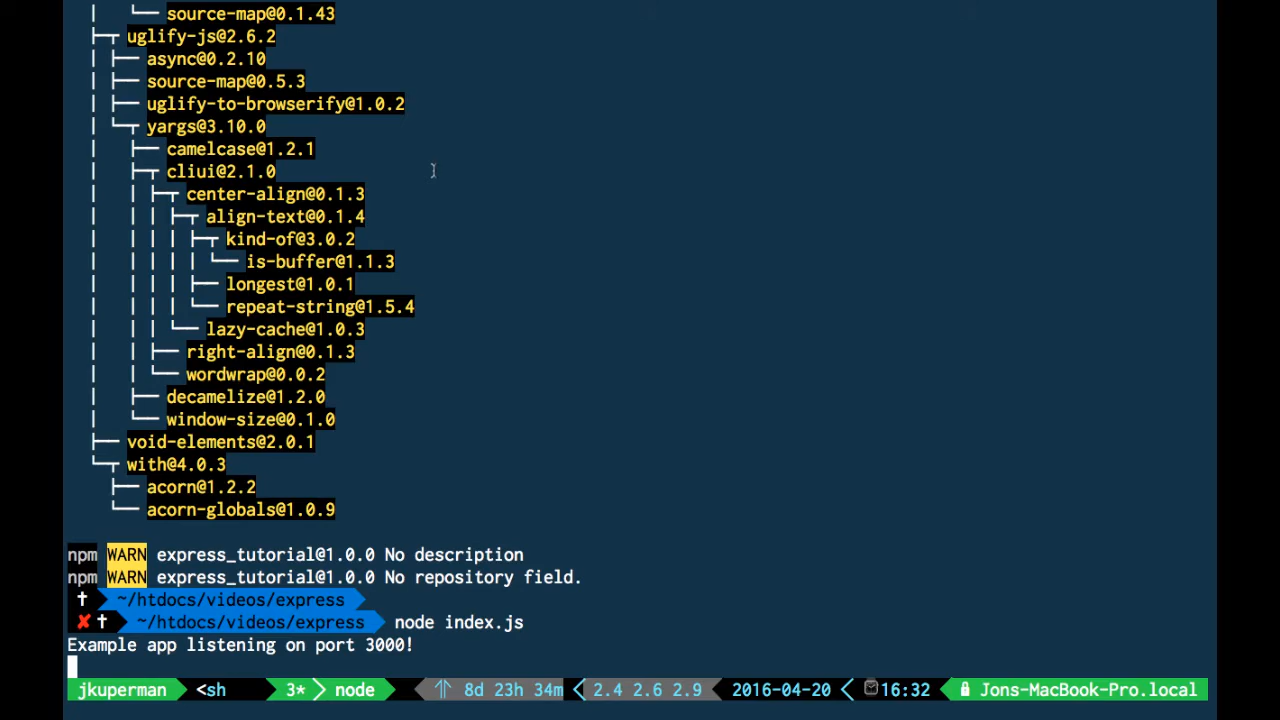 │   └── source-map@0.1.43
├─┬ uglify-js@2.6.2
│ ├── async@0.2.10
│ ├── source-map@0.5.3
│ ├── uglify-to-browserify@1.0.2
│ └─┬ yargs@3.10.0
│   ├── camelcase@1.2.1
│   ├─┬ cliui@2.1.0
│   │ ├─┬ center-align@0.1.3
│   │ │ ├─┬ align-text@0.1.4
│   │ │ │ ├─┬ kind-of@3.0.2
│   │ │ │ │ └── is-buffer@1.1.3
│   │ │ │ ├── longest@1.0.1
│   │ │ │ └── repeat-string@1.5.4
│   │ │ └── lazy-cache@1.0.3
│   │ ├── right-align@0.1.3
│   │ └── wordwrap@0.0.2
│   ├── decamelize@1.2.0
│   └── window-size@0.1.0
├── void-elements@2.0.1
└─┬ with@4.0.3
  ├── acorn@1.2.2
  └── acorn-globals@1.0.9
npm WARN express_tutorial@1.0.0 No description
npm WARN express_tutorial@1.0.0 No repository field.
† ~/htdocs/videos/express
✘† ~/htdocs/videos/express node index.js
Example app listening on port 3000!
jkuperman <sh 3* node ⇈ 8d 23h 34m 2.4 2.6 2.9 2016-04-20 16:32 Jons-MacBook-Pro.local